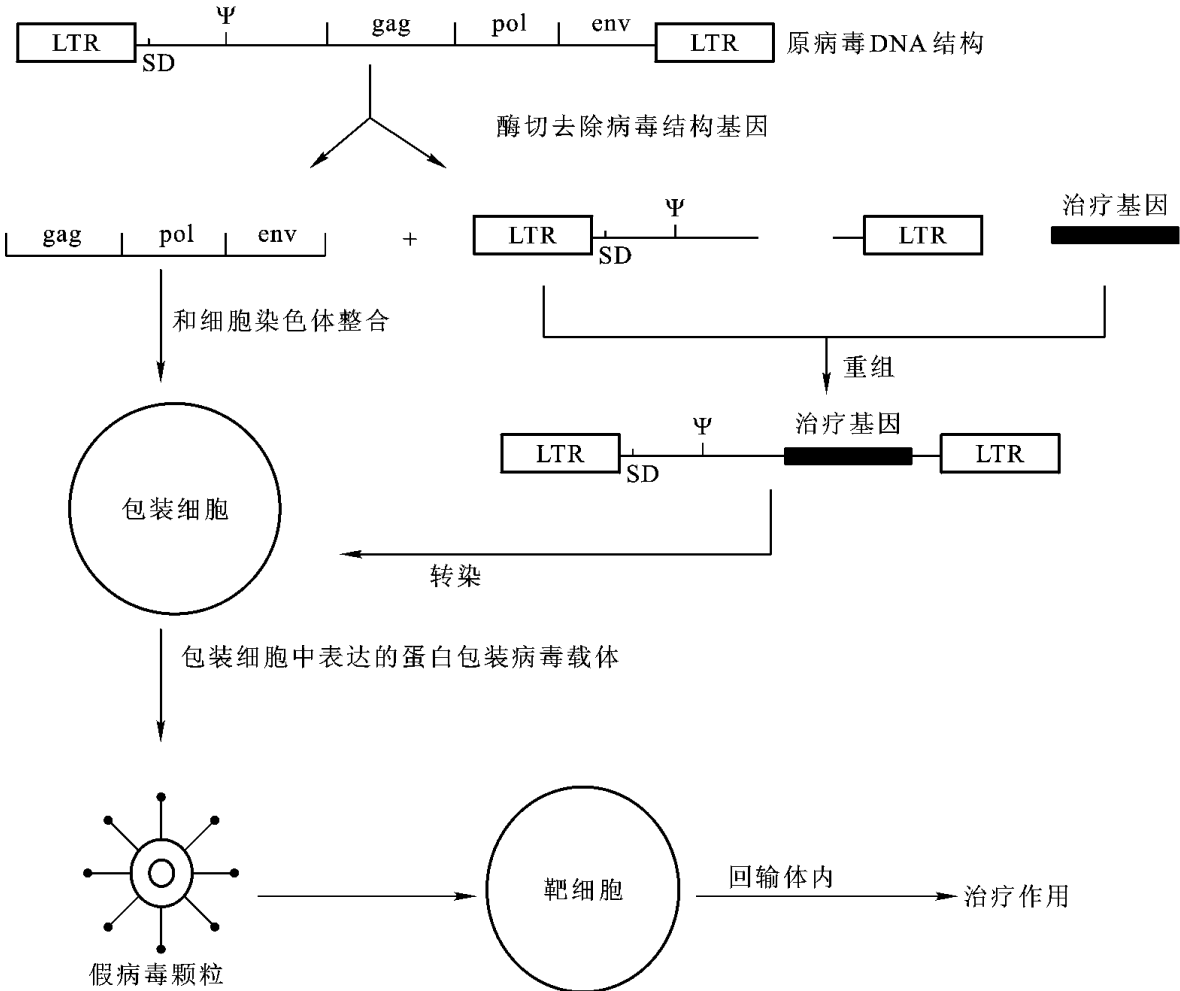 Ψ gag pol env
LTR LTR 原病毒DNA结构
SD
酶切去除病毒结构基因
Ψ 治疗基因
gag pol env + LTR LTR
SD
和细胞染色体整合
重组
Ψ 治疗基因
LTR LTR
SD
包装细胞
转染
包装细胞中表达的蛋白包装病毒载体
靶细胞 回输体内 治疗作用
假病毒颗粒